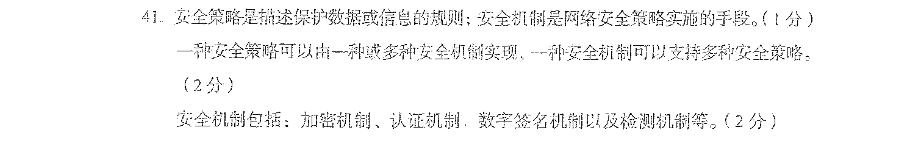 41. 安全策略是描述保护数据或信息的规则；安全机制是网络安全策略实施的手段。(1分)
一种安全策略可以由一种或多种安全机制实现、一种安全机制可以支持多种安全策略。
(2分)
安全机制包括：加密机制、认证机制、数字签名机制以及检测机制等。(2分)